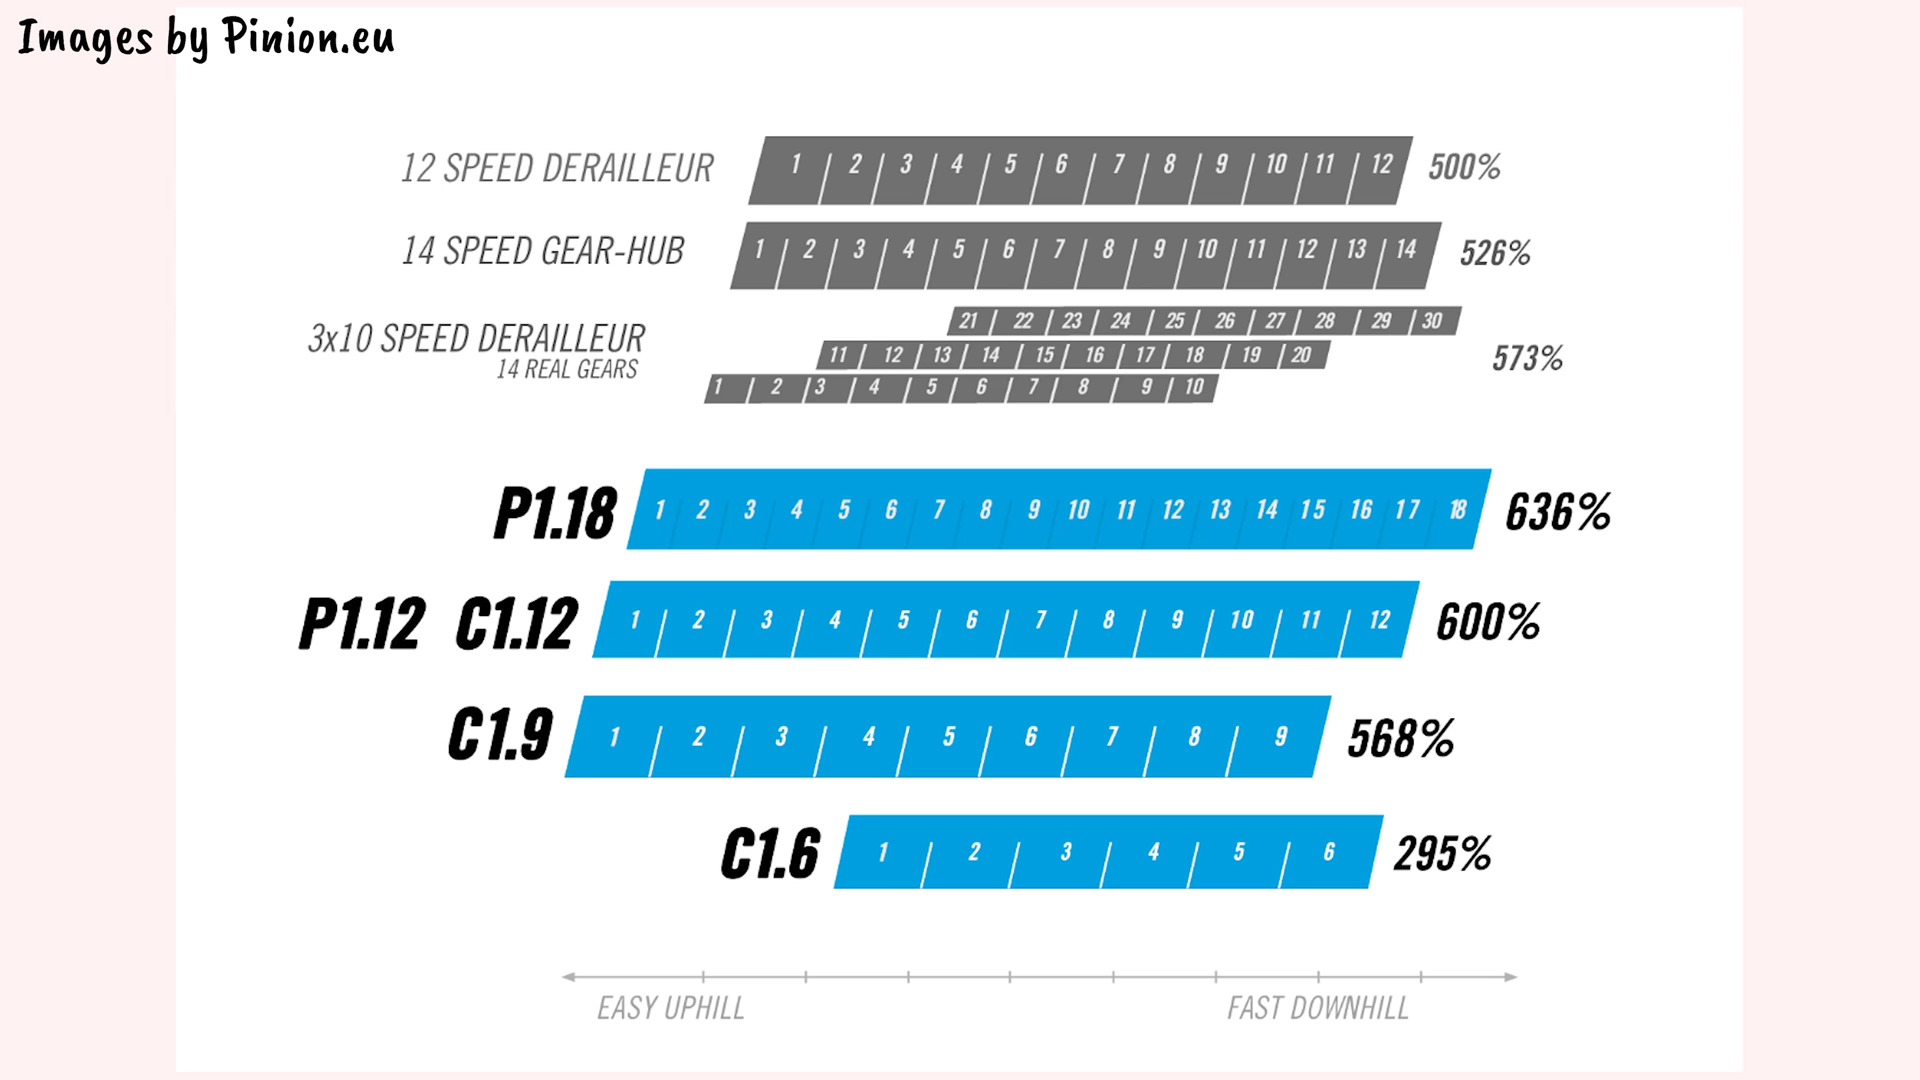 Images by Pinion.eu
12 SPEED DERAILLEUR 1 2 3 4 5 6 7 8 9 10 11 12 500%
14 SPEED GEAR-HUB 1 2 3 4 5 6 7 8 9 10 11 12 13 14 526%
21 22 23 24 25 26 27 28 29 30
3x10 SPEED DERAILLEUR 11 12 13 14 15 16 17 18 19 20 573%
14 REAL GEARS 1 2 3 4 5 6 7 8 9 10
P1.18 1 2 3 4 5 6 7 8 9 10 11 12 13 14 15 16 17 18 636%
P1.12 C1.12 1 2 3 4 5 6 7 8 9 10 11 12 600%
C1.9 1 2 3 4 5 6 7 8 9 568%
C1.6 1 2 3 4 5 6 295%
EASY UPHILL FAST DOWNHILL